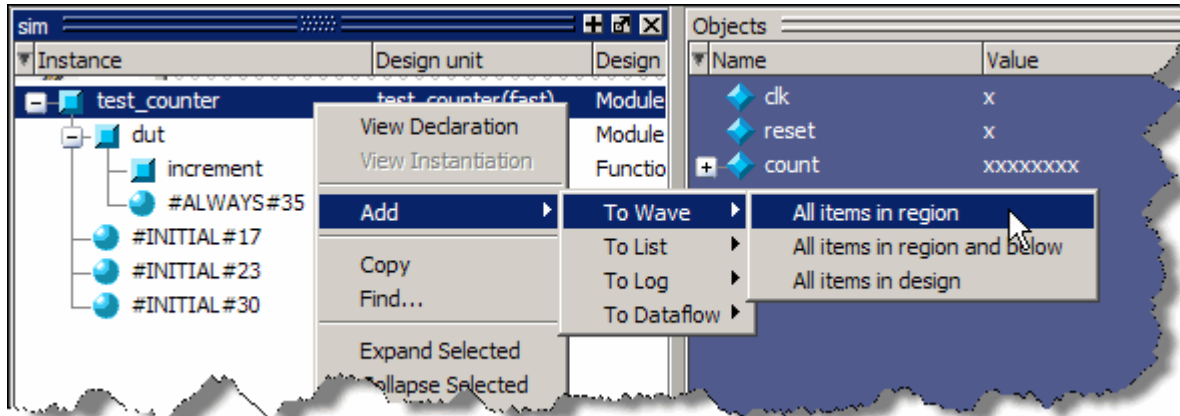 sim
Objects
Instance Design unit Design
Name Value
test_counter test_counter(fast) Module
clk x
dut Module
reset x
increment Functio
count xxxxxxxx
#ALWAYS#35
#INITIAL#17
#INITIAL#23
#INITIAL#30
View Declaration
View Instantiation
Add
Copy
Find...
Expand Selected
Collapse Selected
To Wave
To List
To Log
To Dataflow
All items in region
All items in region and below
All items in design